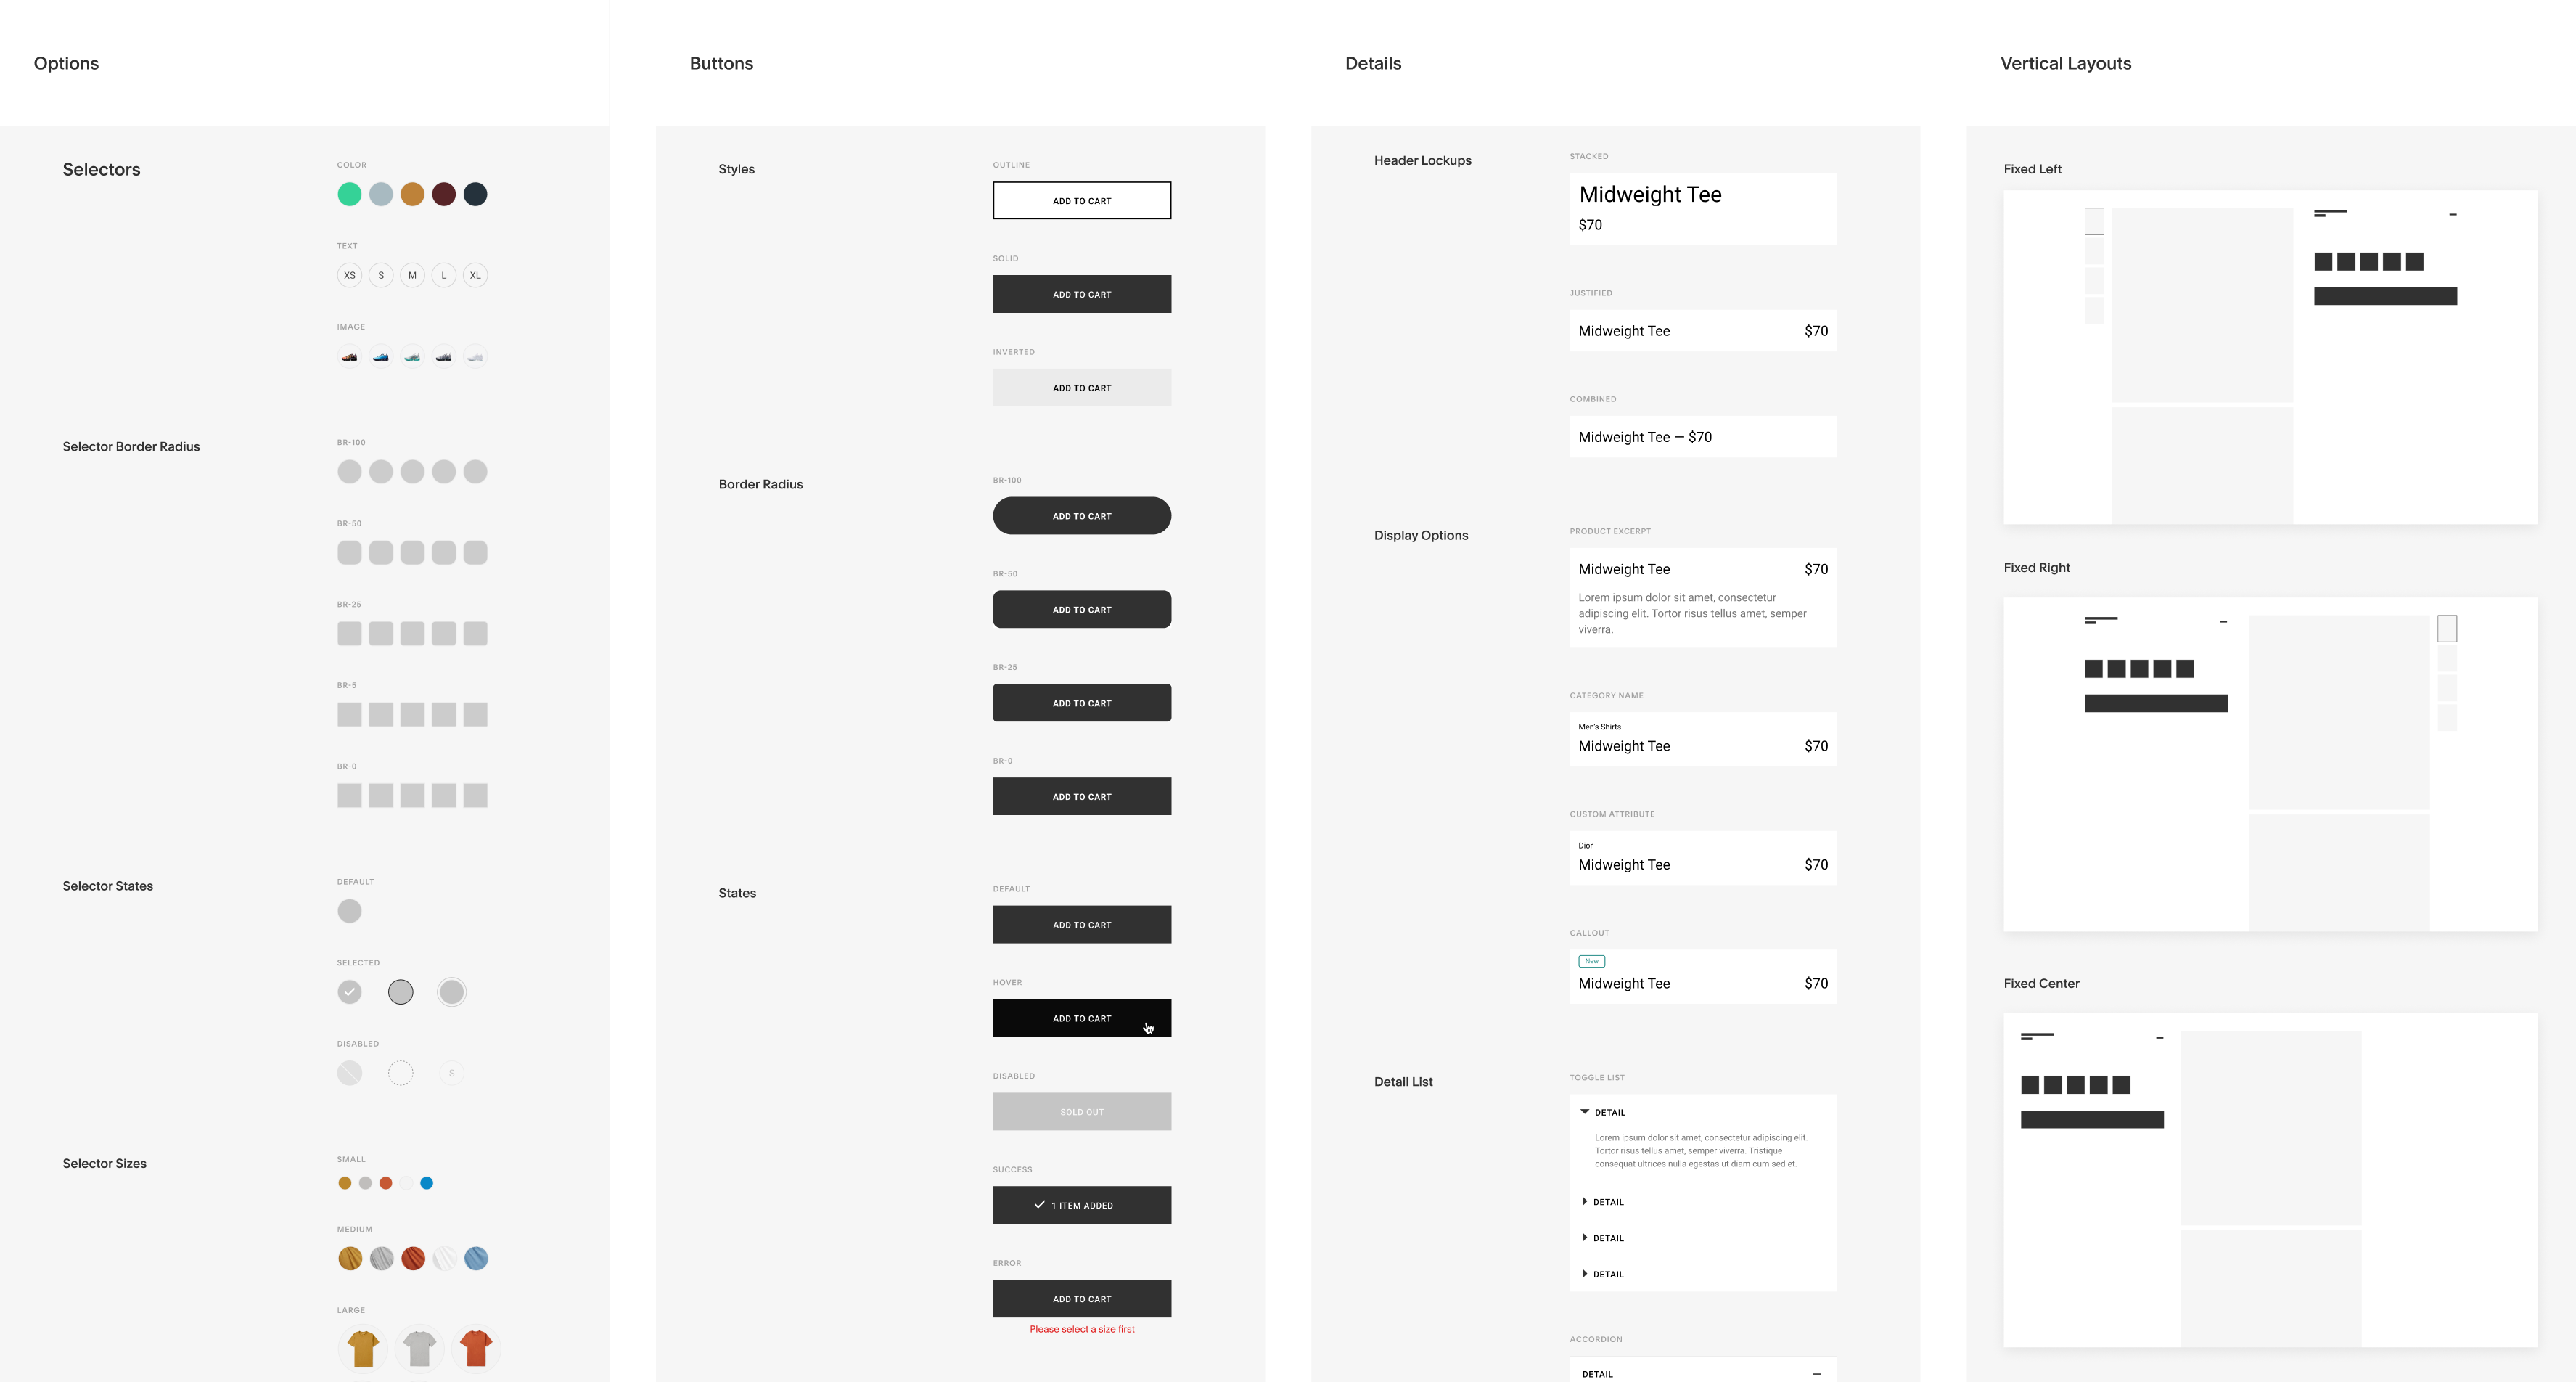 Options
Selectors
COLOR
TEXT
XS S M L XL
IMAGE
Selector Border Radius
BR-100
BR-50
BR-25
BR-5
BR-0
Selector States
DEFAULT
SELECTED
DISABLED
S
Selector Sizes
SMALL
MEDIUM
LARGE
Buttons
Styles
OUTLINE
ADD TO CART
SOLID
ADD TO CART
INVERTED
ADD TO CART
Border Radius
BR-100
ADD TO CART
BR-50
ADD TO CART
BR-25
ADD TO CART
BR-0
ADD TO CART
States
DEFAULT
ADD TO CART
HOVER
ADD TO CART
DISABLED
SOLD OUT
SUCCESS
1 ITEM ADDED
ERROR
ADD TO CART
Please select a size first
Details
Header Lockups
STACKED
Midweight Tee
$70
JUSTIFIED
Midweight Tee $70
COMBINED
Midweight Tee — $70
Display Options
PRODUCT EXCERPT
Midweight Tee $70
Lorem ipsum dolor sit amet, consectetur
adipiscing elit. Tortor risus tellus amet, semper
viverra.
CATEGORY NAME
Men's Shirts
Midweight Tee $70
CUSTOM ATTRIBUTE
Dior
Midweight Tee $70
CALLOUT
New
Midweight Tee $70
Detail List
TOGGLE LIST
DETAIL
Lorem ipsum dolor sit amet, consectetur adipiscing elit.
Tortor risus tellus amet, semper viverra. Tristique
consequat ultrices nulla egestas ut diam cum sed et.
DETAIL
DETAIL
DETAIL
ACCORDION
DETAIL
Vertical Layouts
Fixed Left
Fixed Right
Fixed Center